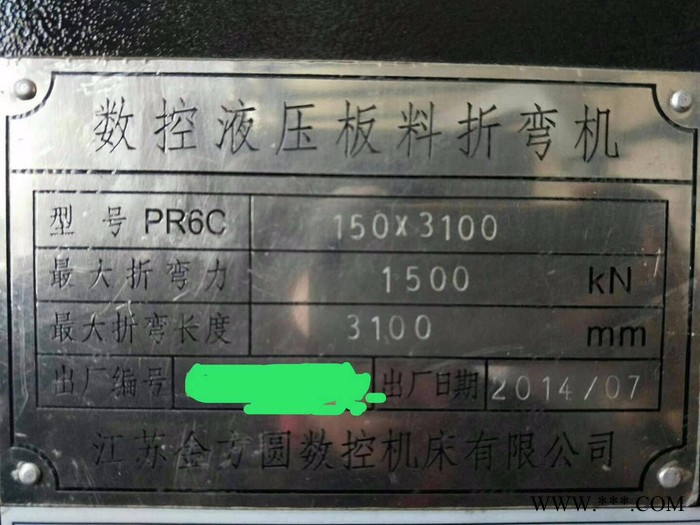 数控液压板料折弯机
型号 PR6C 150×3100
最大折弯力 1500 kN
最大折弯长度 3100 mm
出厂编号 出厂日期 2014/07
江苏金方圆数控机床有限公司
WWW.***.COM